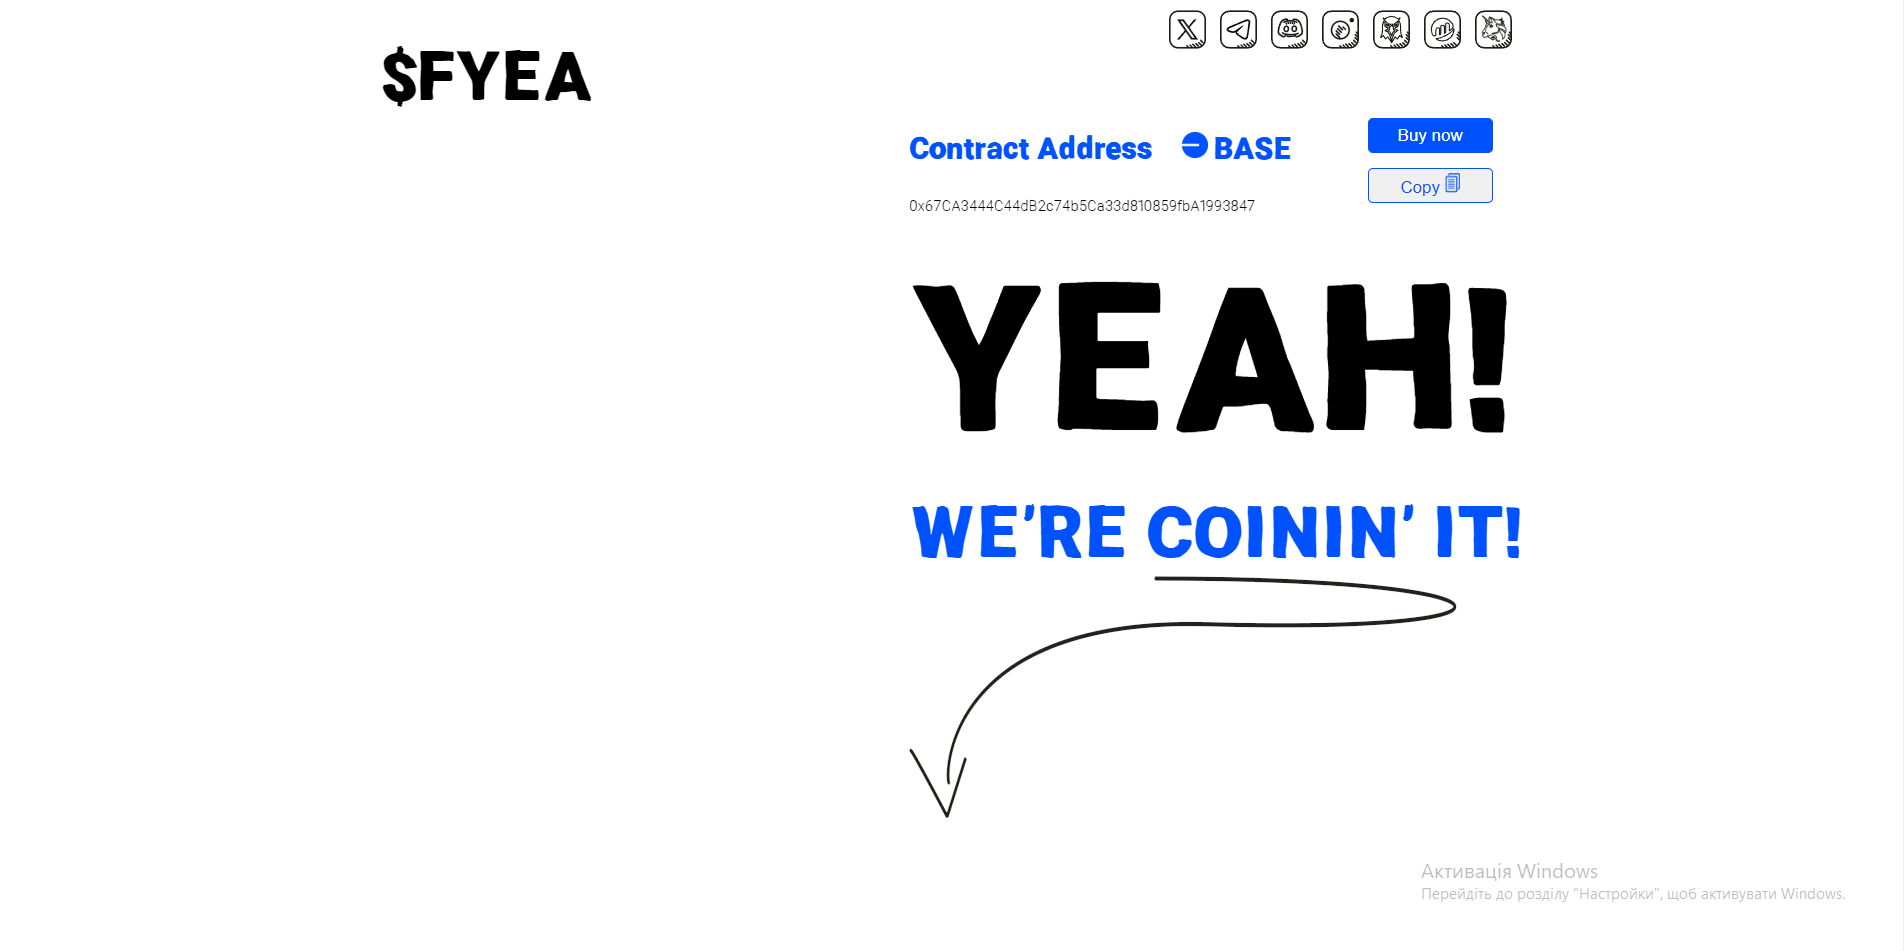 $FYEA
Contract Address BASE
Buy now
Copy
0x67CA3444C44dB2c74b5Ca33d810859fbA1993847
YEAH!
WE'RE COININ' IT!
Активація Windows
Перейдіть до розділу "Настройки", щоб активувати Windows.